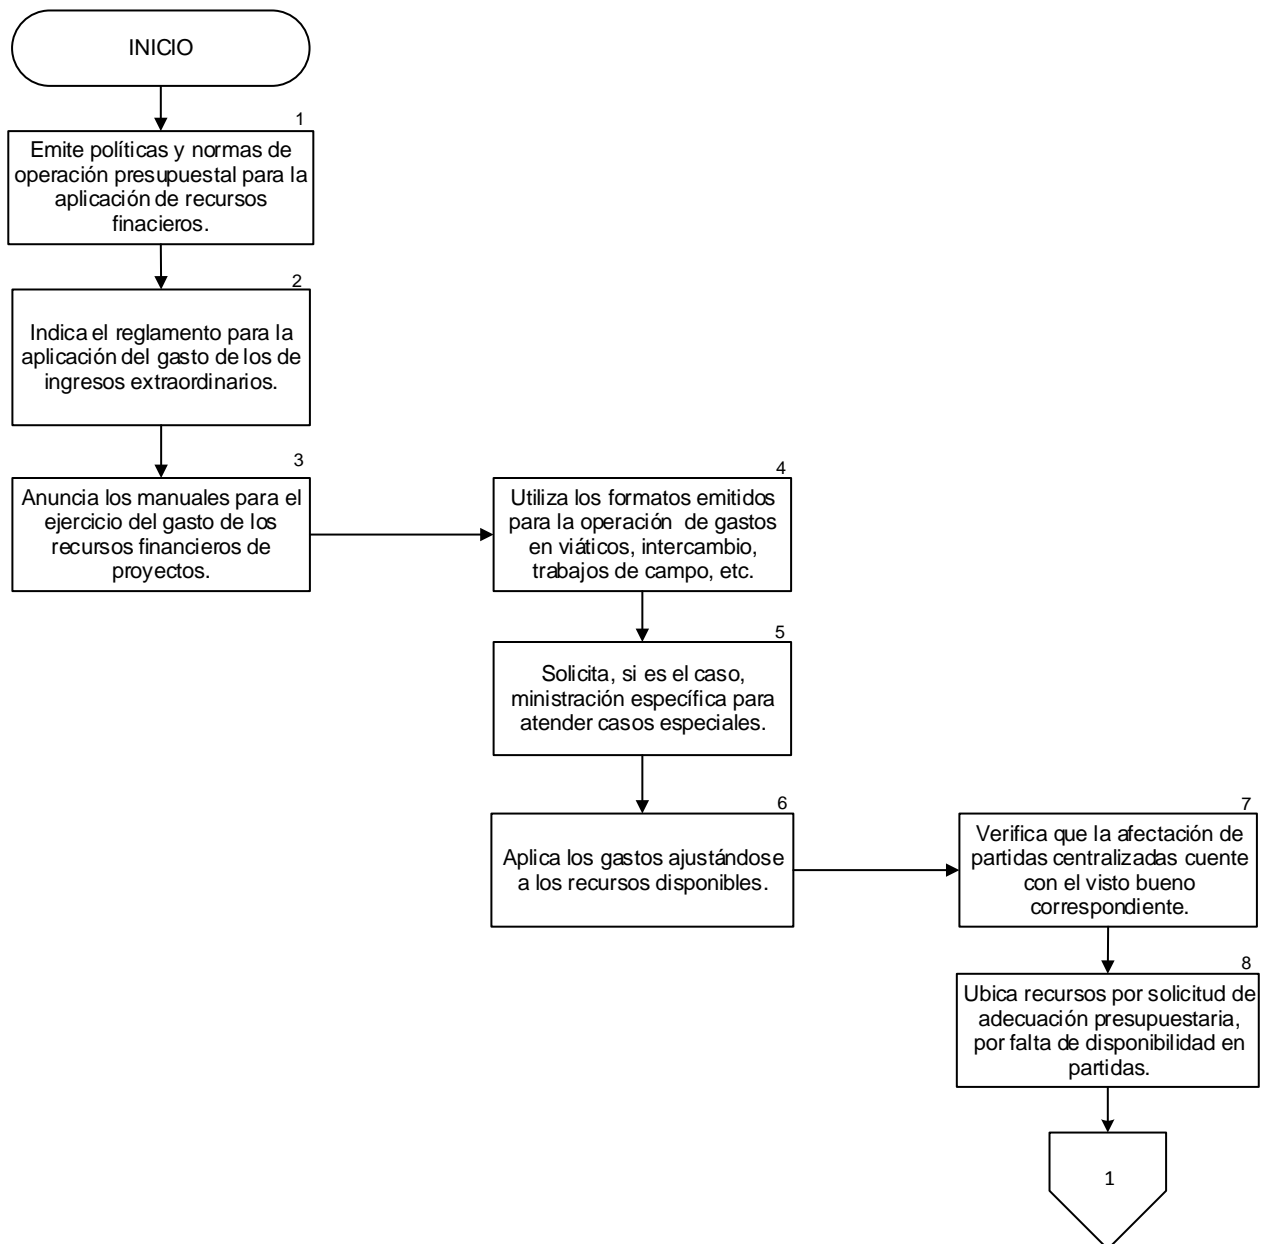 INICIO
1
Emite políticas y normas de
operación presupuestal para la
aplicación de recursos
finacieros.
2
Indica el reglamento para la
aplicación del gasto de los de
ingresos extraordinarios.
3
Anuncia los manuales para el
ejercicio del gasto de los
recursos financieros de
proyectos.
4
Utiliza los formatos emitidos
para la operación de gastos
en viáticos, intercambio,
trabajos de campo, etc.
5
Solicita, si es el caso,
ministración específica para
atender casos especiales.
6
Aplica los gastos ajustándose
a los recursos disponibles.
7
Verifica que la afectación de
partidas centralizadas cuente
con el visto bueno
correspondiente.
8
Ubica recursos por solicitud de
adecuación presupuestaria,
por falta de disponibilidad en
partidas.
1